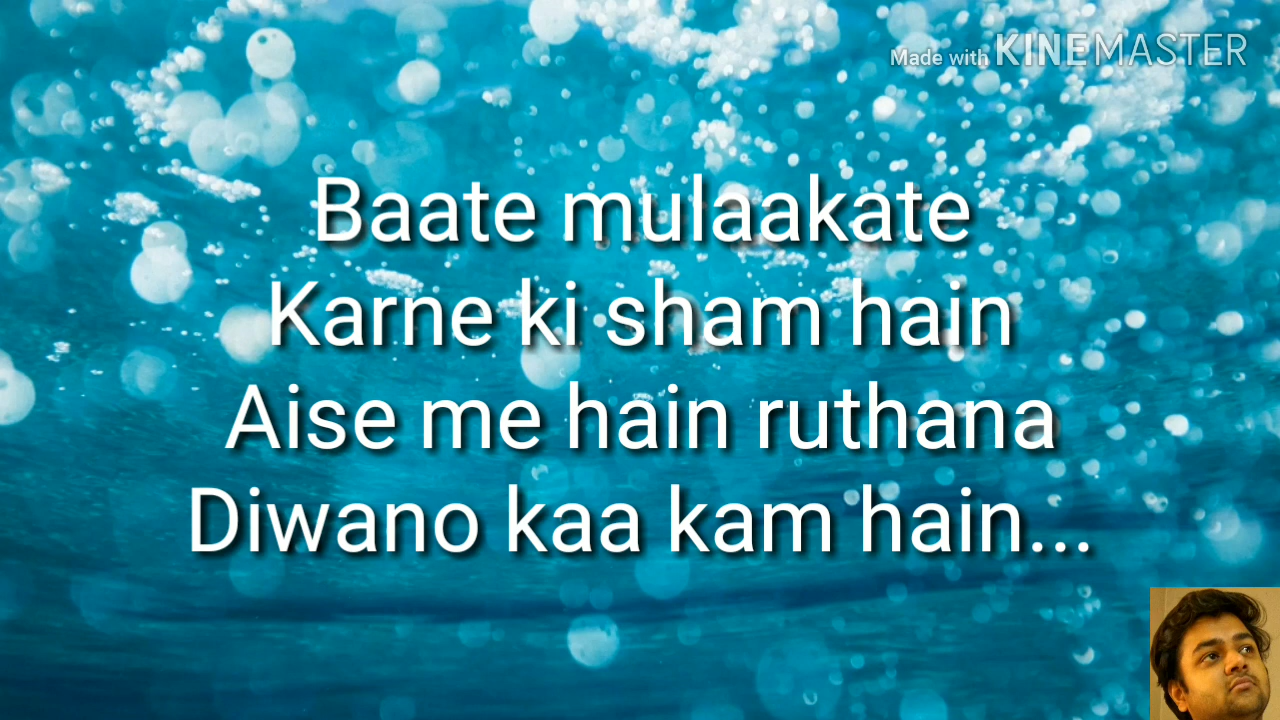 Made with KINEMASTER
Baate mulaakate
Karne ki sham hain
Aise me hain ruthana
Diwano kaa kam hain...